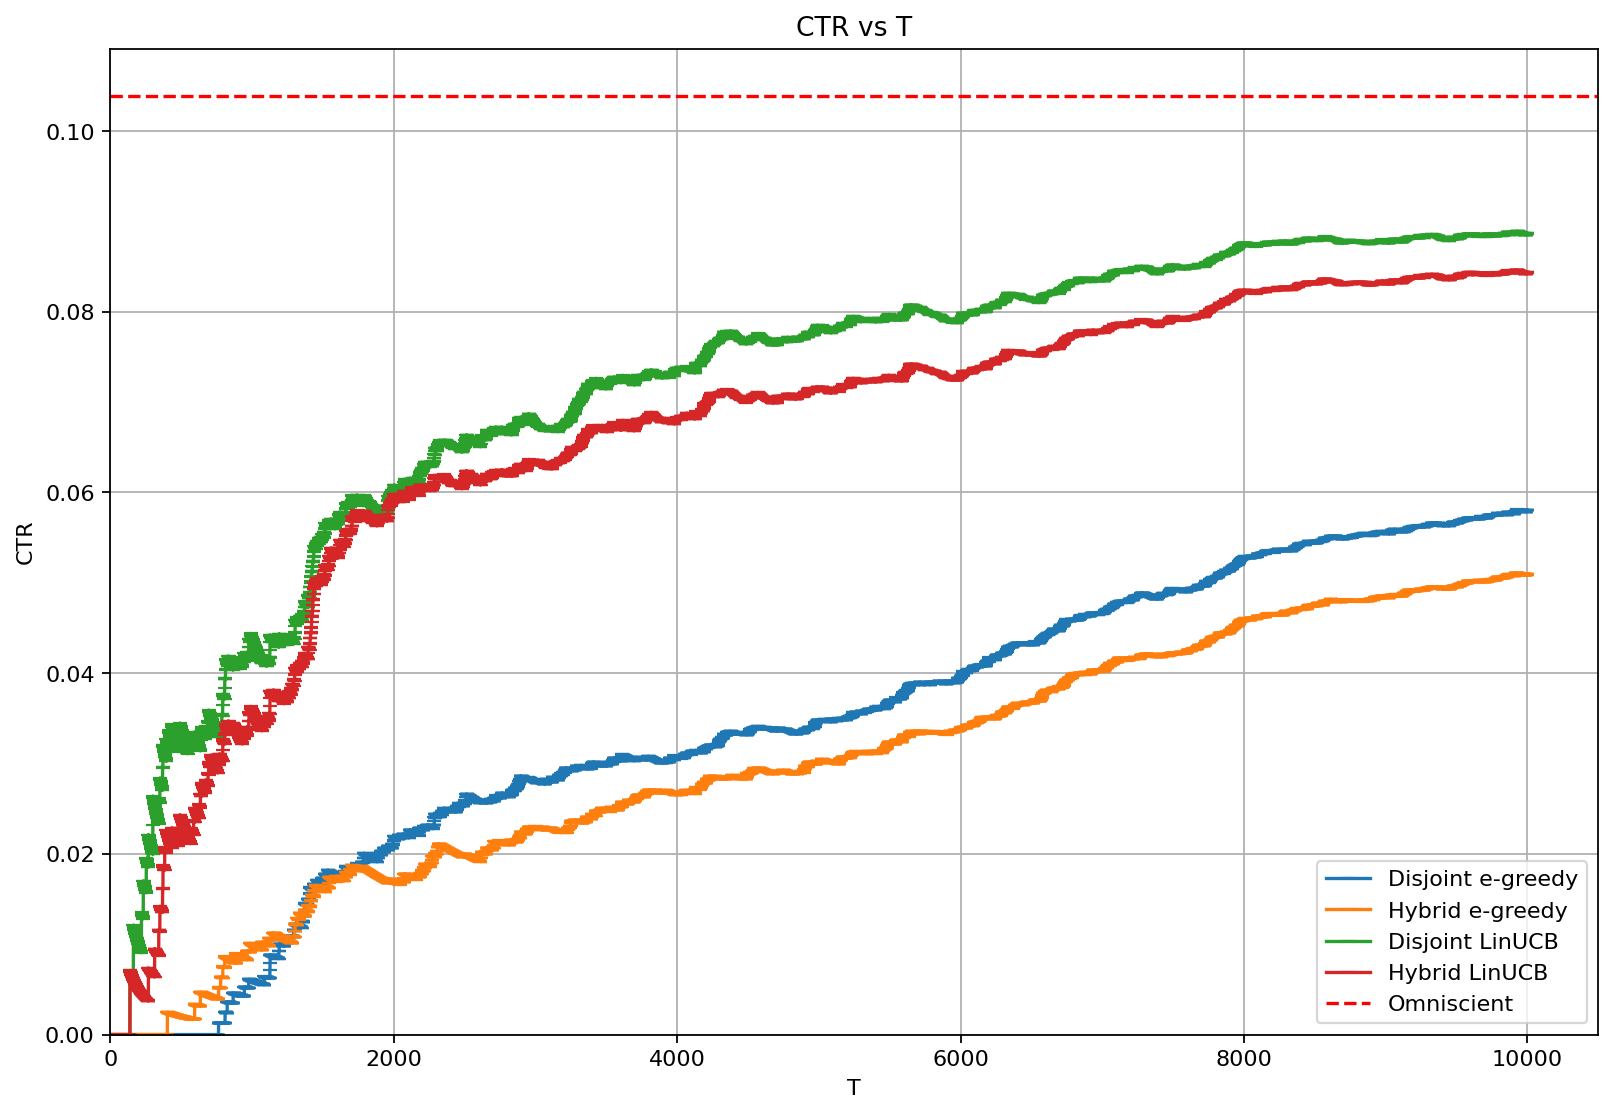 CTR vs T
CTR
0.10
0.08
0.06
0.04
0.02
0.00
0
2000
4000
6000
8000
10000
T
Disjoint e-greedy
Hybrid e-greedy
Disjoint LinUCB
Hybrid LinUCB
Omniscient